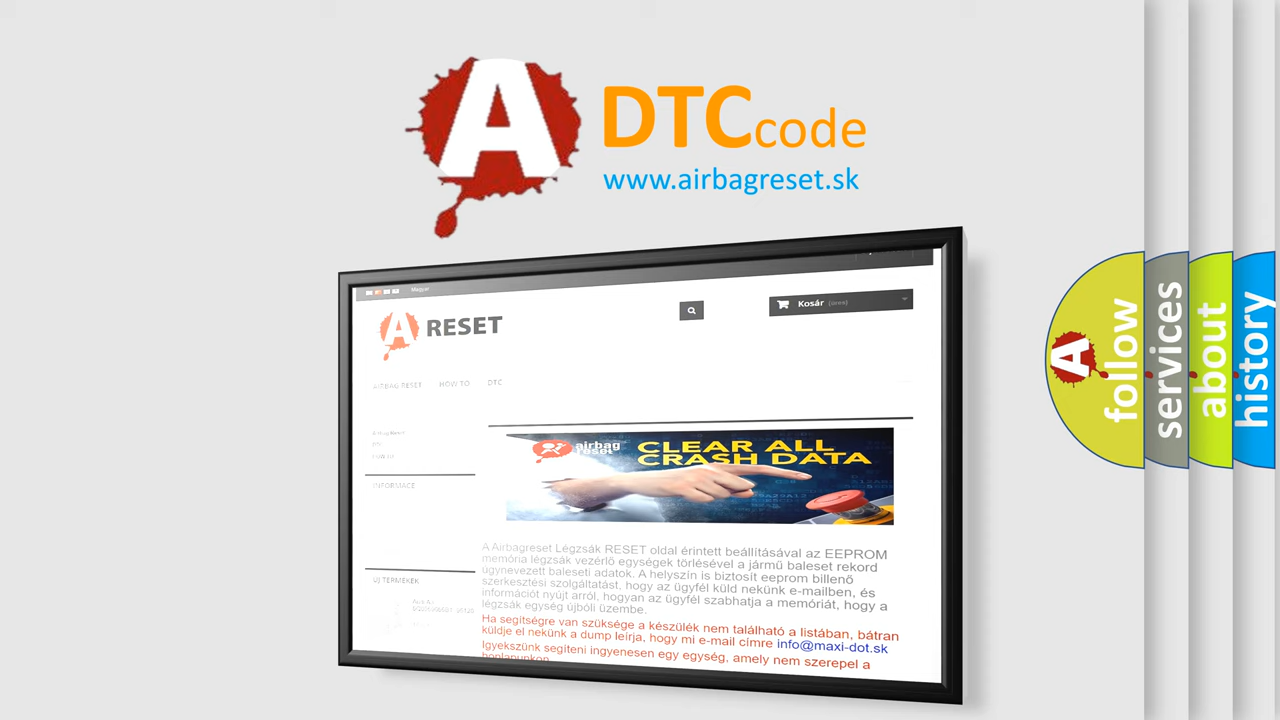 A DTCcode
www.airbagreset.sk
Magyar
A RESET
Kosár (üres)
AIRBAG RESET HOW TO DTC
INFORMACE
airbag
reset
CLEAR ALL
CRASH DATA
A Airbagreset Légzsák RESET oldal érintett beállításával az EEPROM
memória légzsák vezérlő egységek törlésével a jármű baleset rekord
úgynevezett baleseti adatok. A helyszín is biztosít eeprom billenő
szerkesztési szolgáltatást, hogy az ügyfél küld nekünk e-mailben, és
információt nyújt arról, hogyan az ügyfél szabhatja a memóriát, hogy a
légzsák egység újbóli üzembe.
ÚJ TERMÉKEK
Ha segítségre van szüksége a készülék nem található a listában, bátran
küldje el nekünk a dump leírja, hogy mi e-mail címre info@maxi-dot.sk
Igyekszünk segíteni ingyenesen egy egység, amely nem szerepel a
honlapunkon
A
follow
services
about
history